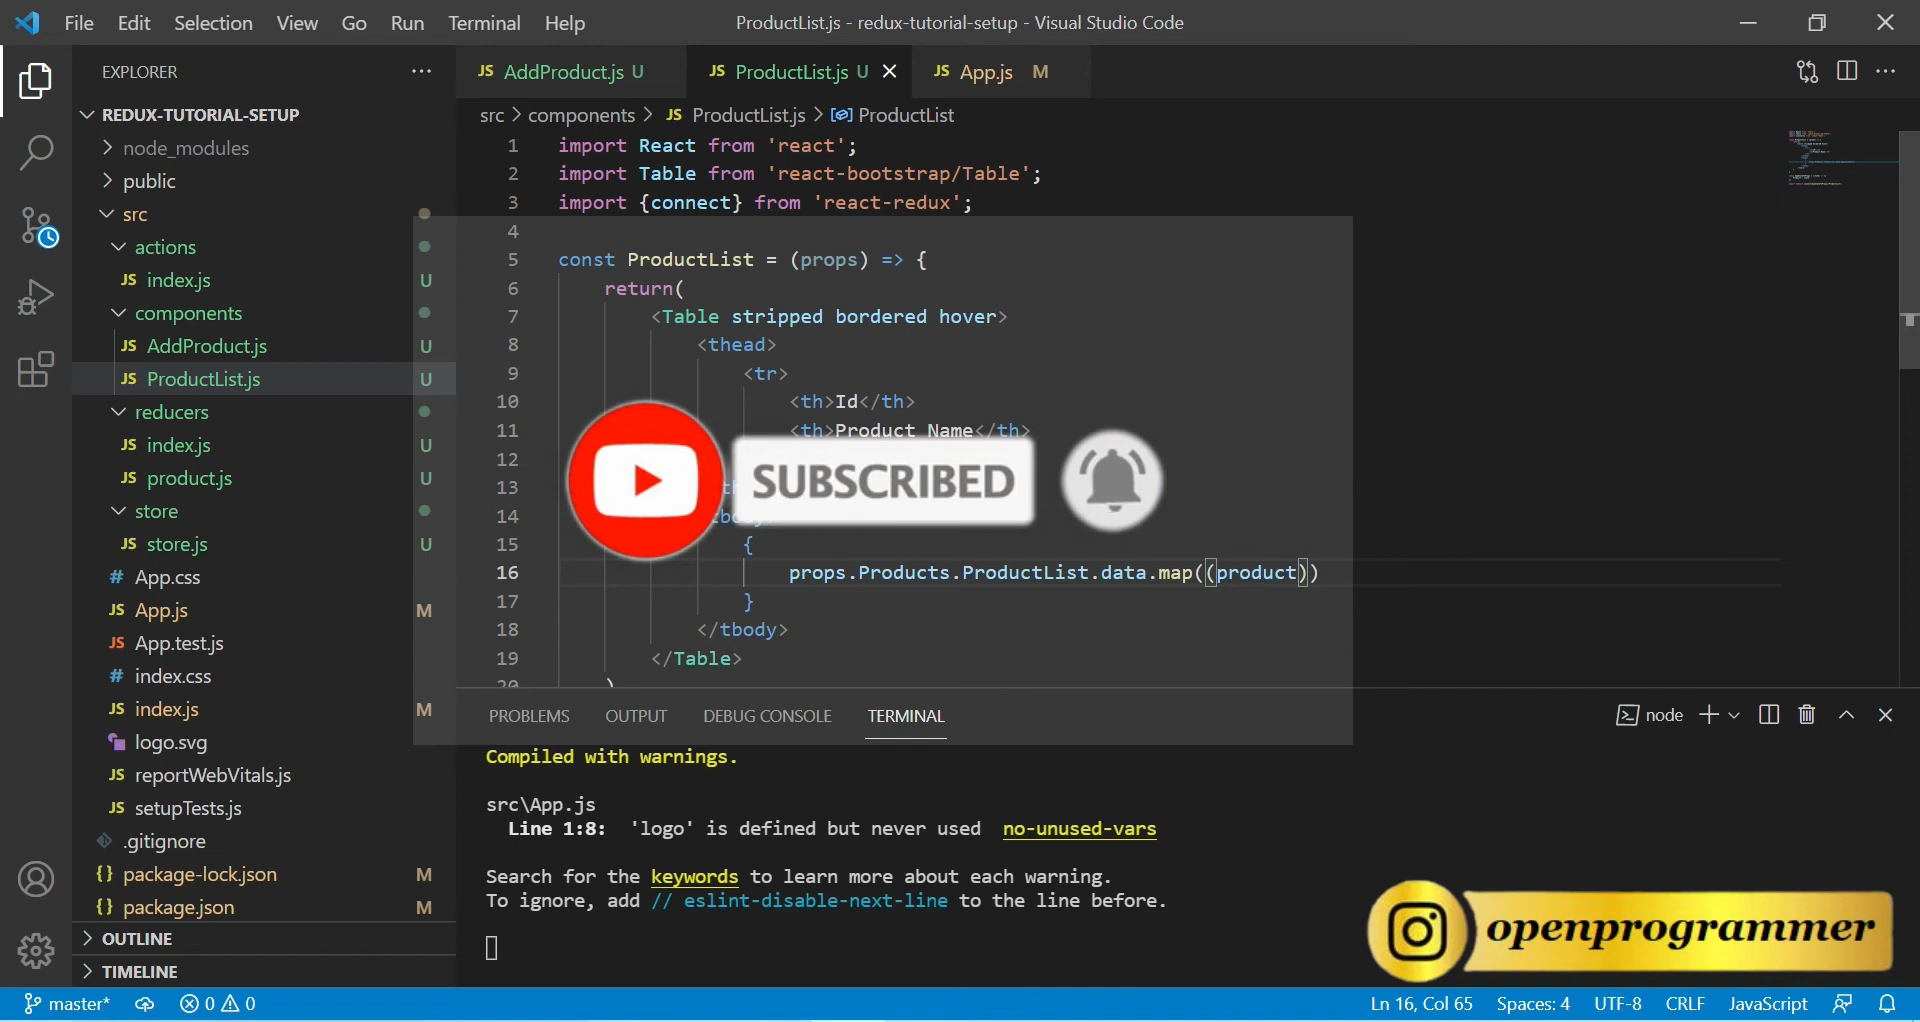 File Edit Selection View Go Run Terminal Help
ProductList.js - redux-tutorial-setup - Visual Studio Code
EXPLORER
REDUX-TUTORIAL-SETUP
node_modules
public
src
actions
JS index.js U
components
JS AddProduct.js U
JS ProductList.js U
reducers
JS index.js U
JS product.js U
store
JS store.js U
# App.css
JS App.js M
JS App.test.js
# index.css
JS index.js M
logo.svg
JS reportWebVitals.js
JS setupTests.js
.gitignore
{} package-lock.json M
{} package.json M
OUTLINE
TIMELINE
JS AddProduct.js U
JS ProductList.js U
JS App.js M
src > components > JS ProductList.js > ProductList
1 import React from 'react';
2 import Table from 'react-bootstrap/Table';
3 import {connect} from 'react-redux';
4
5 const ProductList = (props) => {
6 return(
7 <Table stripped bordered hover>
8 <thead>
9 <tr>
10 <th>Id</th>
11 <th>Product Name</th>
12
13
14
15 {
16 props.Products.ProductList.data.map((product))
17 }
18 </tbody>
19 </Table>
20 )
SUBSCRIBED
PROBLEMS OUTPUT DEBUG CONSOLE TERMINAL
node
Compiled with warnings.
src\App.js
Line 1:8: 'logo' is defined but never used no-unused-vars
Search for the keywords to learn more about each warning.
To ignore, add // eslint-disable-next-line to the line before.
openprogrammer
master* 0 0
Ln 16, Col 65 Spaces: 4 UTF-8 CRLF JavaScript